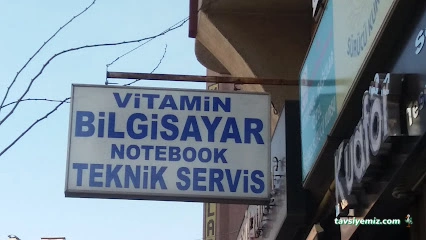 ViTAMiN
BiLGiSAYAR
NOTEBOOK
TEKNiK SERViS
Kuaför
tavsiyemiz.com